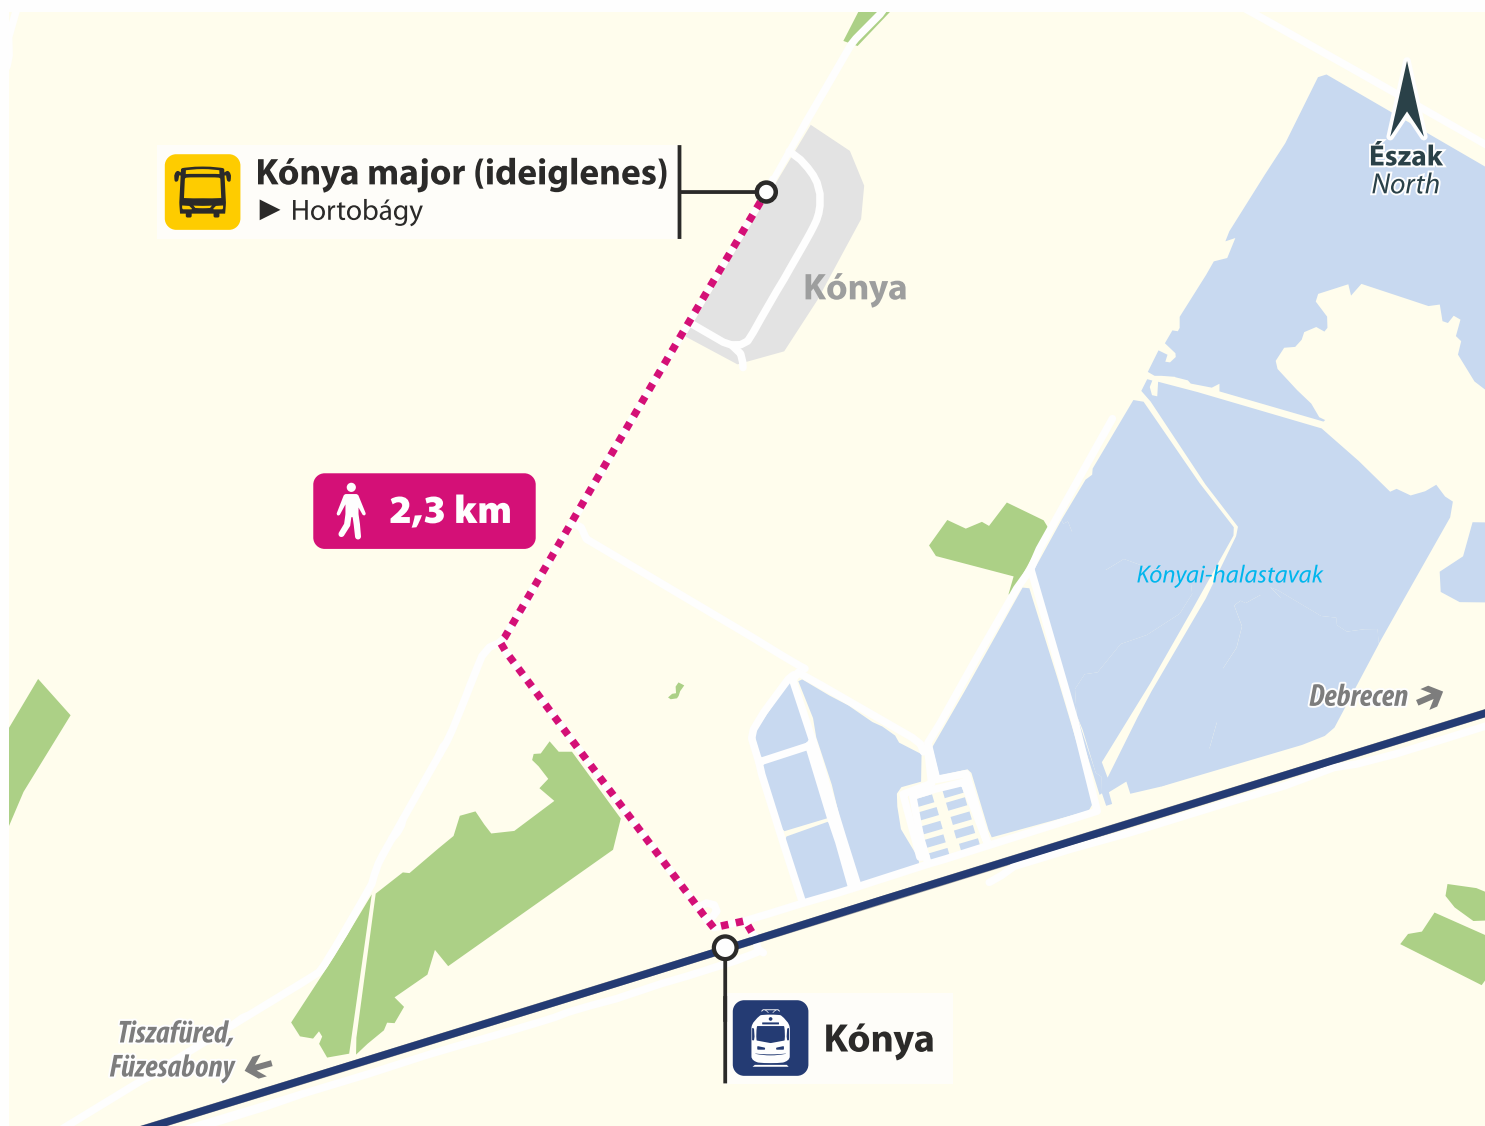 Észak
North
Kónya major (ideiglenes)
► Hortobágy
Kónya
2,3 km
Kónyai-halastavak
Debrecen
Tiszafüred,
Füzesabony
Kónya